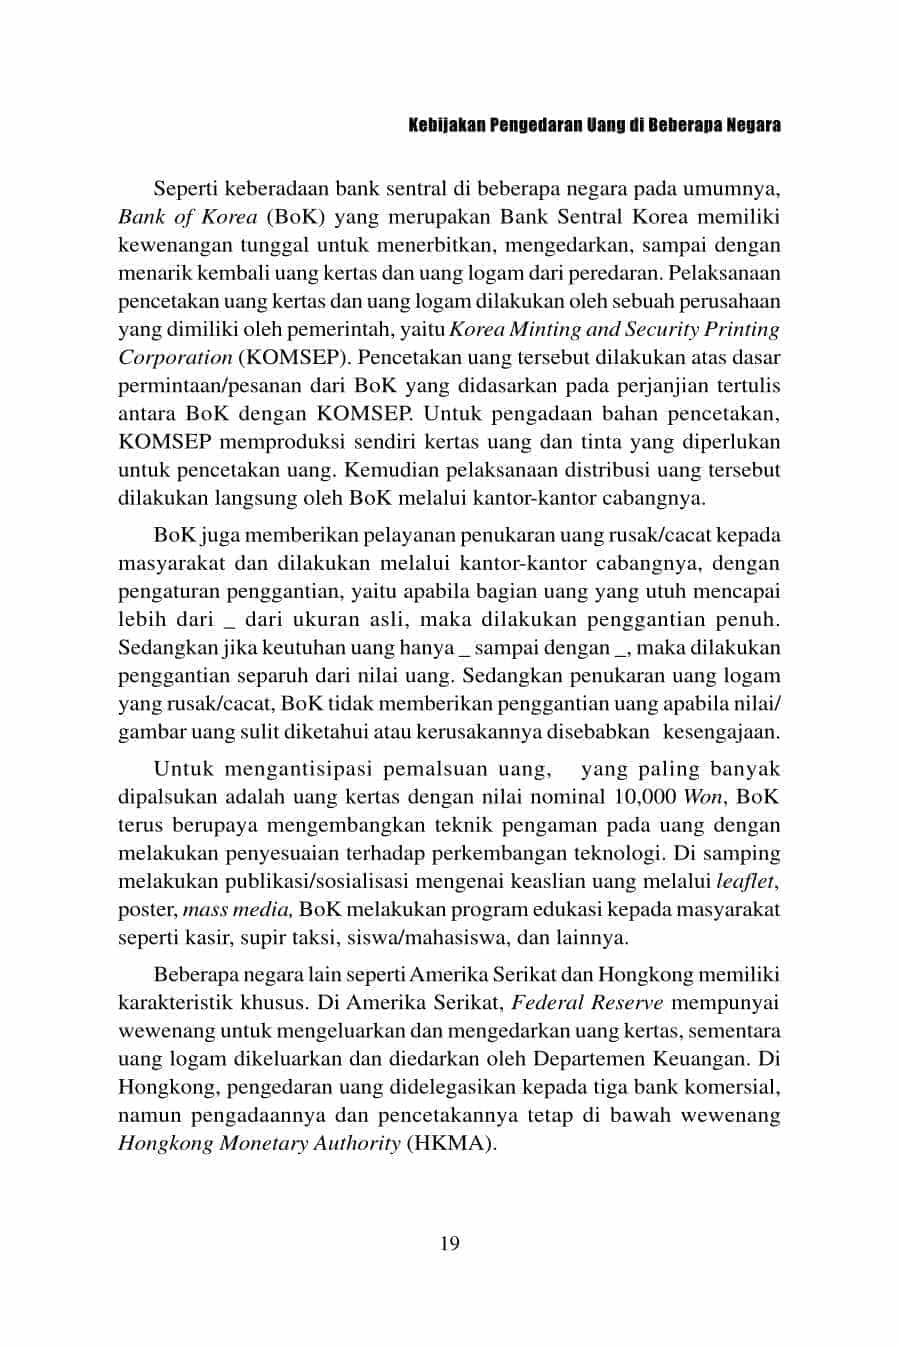 Kebijakan Pengedaran Uang di Beberapa Negara
Seperti keberadaan bank sentral di beberapa negara pada umumnya,
Bank of Korea (BoK) yang merupakan Bank Sentral Korea memiliki
kewenangan tunggal untuk menerbitkan, mengedarkan, sampai dengan
menarik kembali uang kertas dan uang logam dari peredaran. Pelaksanaan
pencetakan uang kertas dan uang logam dilakukan oleh sebuah perusahaan
yang dimiliki oleh pemerintah, yaitu Korea Minting and Security Printing
Corporation (KOMSEP). Pencetakan uang tersebut dilakukan atas dasar
permintaan/pesanan dari BoK yang didasarkan pada perjanjian tertulis
antara BoK dengan KOMSEP. Untuk pengadaan bahan pencetakan,
KOMSEP memproduksi sendiri kertas uang dan tinta yang diperlukan
untuk pencetakan uang. Kemudian pelaksanaan distribusi uang tersebut
dilakukan langsung oleh BoK melalui kantor-kantor cabangnya.
BoK juga memberikan pelayanan penukaran uang rusak/cacat kepada
masyarakat dan dilakukan melalui kantor-kantor cabangnya, dengan
pengaturan penggantian, yaitu apabila bagian uang yang utuh mencapai
lebih dari _ dari ukuran asli, maka dilakukan penggantian penuh.
Sedangkan jika keutuhan uang hanya _ sampai dengan _, maka dilakukan
penggantian separuh dari nilai uang. Sedangkan penukaran uang logam
yang rusak/cacat, BoK tidak memberikan penggantian uang apabila nilai/
gambar uang sulit diketahui atau kerusakannya disebabkan kesengajaan.
Untuk mengantisipasi pemalsuan uang, yang paling banyak
dipalsukan adalah uang kertas dengan nilai nominal 10,000 Won, BoK
terus berupaya mengembangkan teknik pengaman pada uang dengan
melakukan penyesuaian terhadap perkembangan teknologi. Di samping
melakukan publikasi/sosialisasi mengenai keaslian uang melalui leaflet,
poster, mass media, BoK melakukan program edukasi kepada masyarakat
seperti kasir, supir taksi, siswa/mahasiswa, dan lainnya.
Beberapa negara lain seperti Amerika Serikat dan Hongkong memiliki
karakteristik khusus. Di Amerika Serikat, Federal Reserve mempunyai
wewenang untuk mengeluarkan dan mengedarkan uang kertas, sementara
uang logam dikeluarkan dan diedarkan oleh Departemen Keuangan. Di
Hongkong, pengedaran uang didelegasikan kepada tiga bank komersial,
namun pengadaannya dan pencetakannya tetap di bawah wewenang
Hongkong Monetary Authority (HKMA).
19